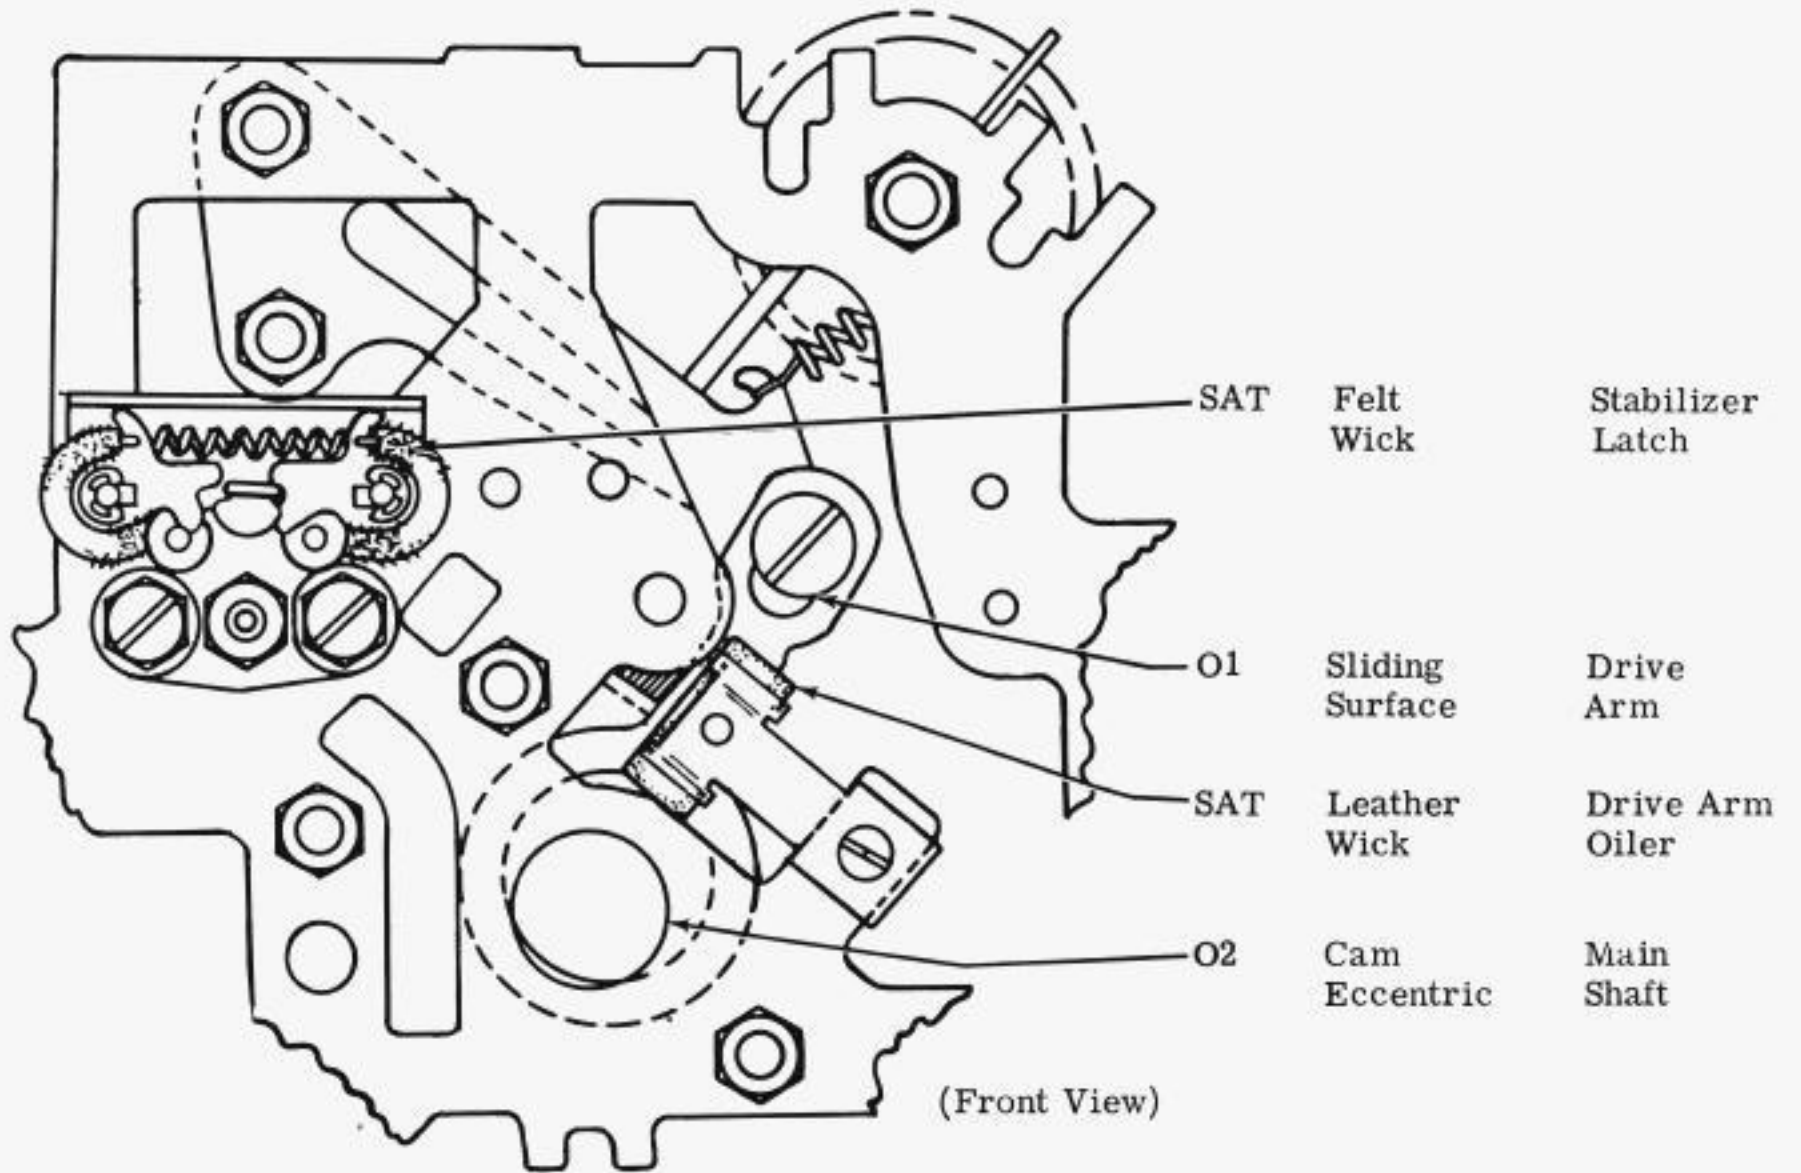 SAT Felt Stabilizer
Wick Latch
O1 Sliding Drive
Surface Arm
SAT Leather Drive Arm
Wick Oiler
O2 Cam Main
Eccentric Shaft
(Front View)